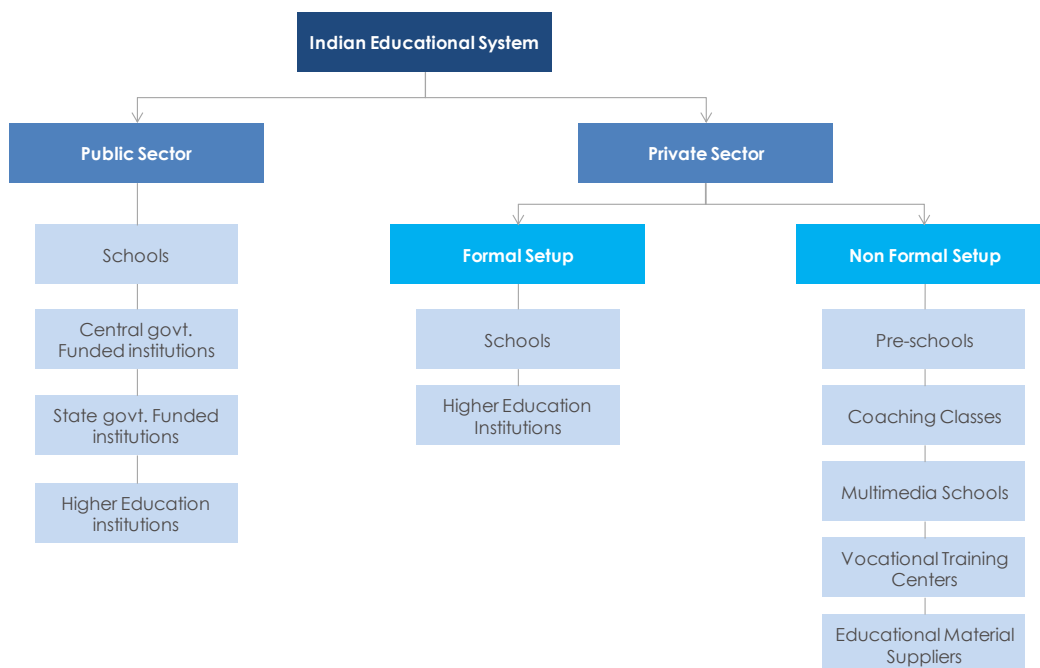 Indian Educational System
Public Sector
Private Sector
Schools
Central govt.
Funded institutions
State govt. Funded
institutions
Higher Education
institutions
Formal Setup
Schools
Higher Education
Institutions
Non Formal Setup
Pre-schools
Coaching Classes
Multimedia Schools
Vocational Training
Centers
Educational Material
Suppliers